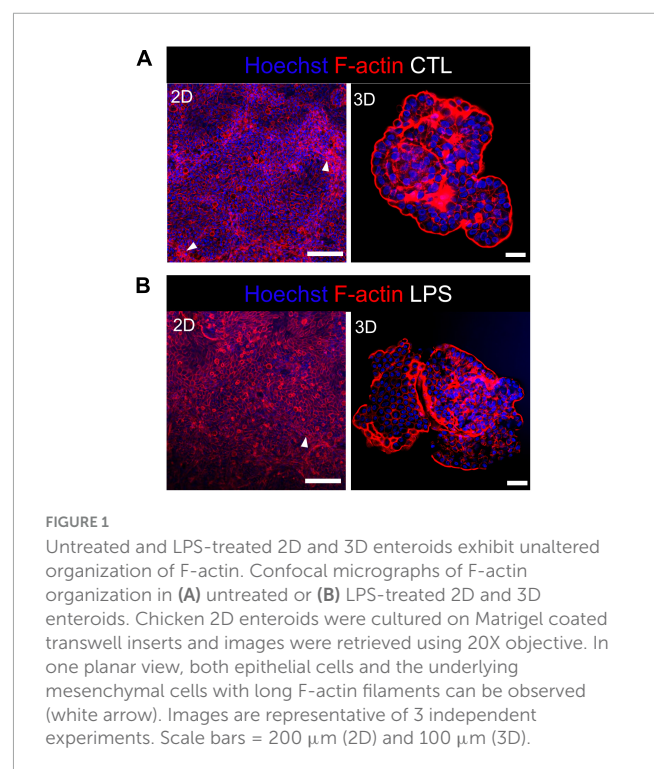 A
Hoechst F-actin CTL
2D
3D
B
Hoechst F-actin LPS
2D
3D
FIGURE 1
Untreated and LPS-treated 2D and 3D enteroids exhibit unaltered
organization of F-actin. Confocal micrographs of F-actin
organization in (A) untreated or (B) LPS-treated 2D and 3D
enteroids. Chicken 2D enteroids were cultured on Matrigel coated
transwell inserts and images were retrieved using 20X objective. In
one planar view, both epithelial cells and the underlying
mesenchymal cells with long F-actin filaments can be observed
(white arrow). Images are representative of 3 independent
experiments. Scale bars = 200 μm (2D) and 100 μm (3D).